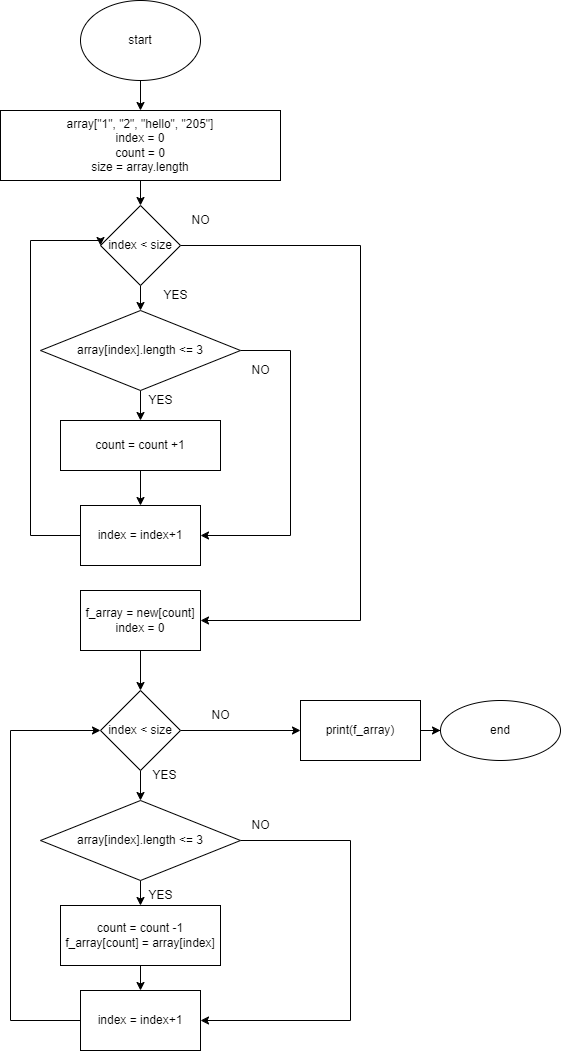 start
array["1", "2", "hello", "205"]
index = 0
count = 0
size = array.length
NO
index < size
YES
array[index].length <= 3
NO
YES
count = count +1
index = index+1
f_array = new[count]
index = 0
NO
index < size
print(f_array)
end
YES
NO
array[index].length <= 3
YES
count = count -1
f_array[count] = array[index]
index = index+1